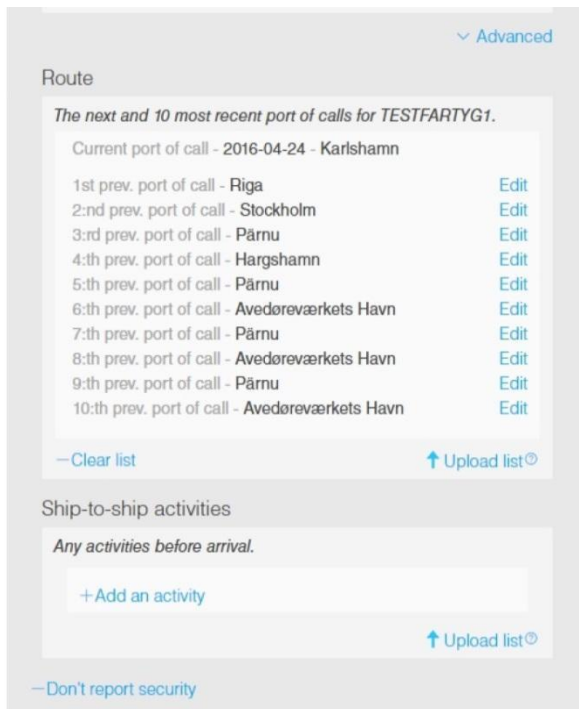 Advanced
Route
The next and 10 most recent port of calls for TESTFARTYG1.
Current port of call - 2016-04-24 - Karlshamn
1st prev. port of call - Riga Edit
2:nd prev. port of call - Stockholm Edit
3:rd prev. port of call - Pärnu Edit
4:th prev. port of call - Hargshamn Edit
5:th prev. port of call - Pärnu Edit
6:th prev. port of call - Avedøreværkets Havn Edit
7:th prev. port of call - Pärnu Edit
8:th prev. port of call - Avedøreværkets Havn Edit
9:th prev. port of call - Pärnu Edit
10:th prev. port of call - Avedøreværkets Havn Edit
−Clear list Upload list?
Ship-to-ship activities
Any activities before arrival.
+Add an activity
Upload list?
−Don't report security